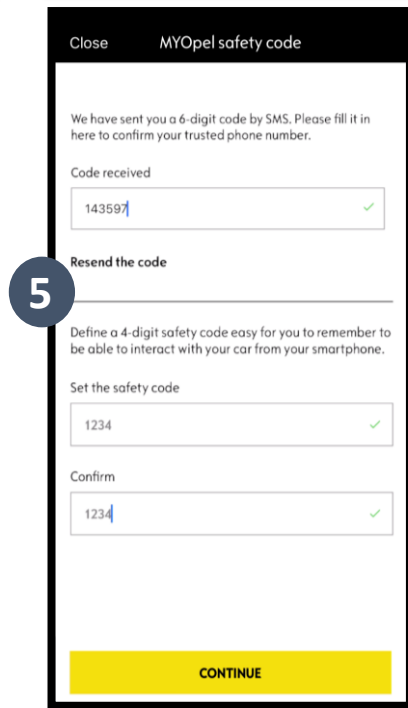 Close MYOpel safety code
We have sent you a 6-digit code by SMS. Please fill it in
here to confirm your trusted phone number.
Code received
143597
Resend the code
5
Define a 4-digit safety code easy for you to remember to
be able to interact with your car from your smartphone.
Set the safety code
1234
Confirm
1234
CONTINUE